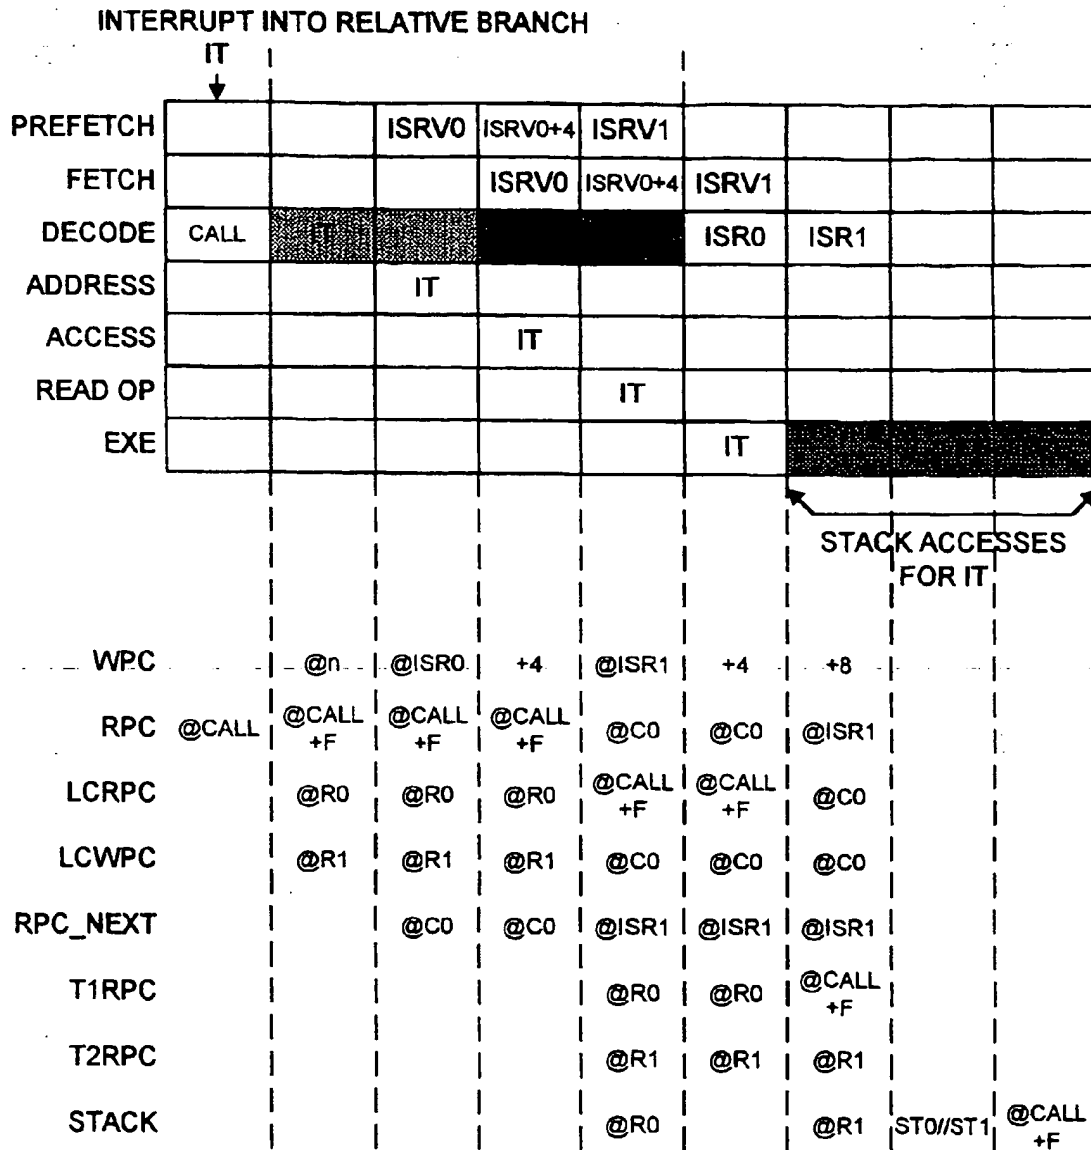 INTERRUPT INTO RELATIVE BRANCH
IT
PREFETCH ISRV0 ISRV0+4 ISRV1
FETCH ISRV0 ISRV0+4 ISRV1
DECODE CALL IT ISR0 ISR1
ADDRESS IT
ACCESS IT
READ OP IT
EXE IT
STACK ACCESSES
FOR IT
WPC @n @ISR0 +4 @ISR1 +4 +8
RPC @CALL @CALL +F @CALL +F @CALL +F @C0 @C0 @ISR1
LCRPC @R0 @R0 @R0 @CALL +F @CALL +F @C0
LCWPC @R1 @R1 @R1 @C0 @C0 @C0
RPC_NEXT @C0 @C0 @ISR1 @ISR1 @ISR1
T1RPC @R0 @R0 @CALL +F
T2RPC @R1 @R1 @R1
STACK @R0 @R1 ST0//ST1 @CALL +F